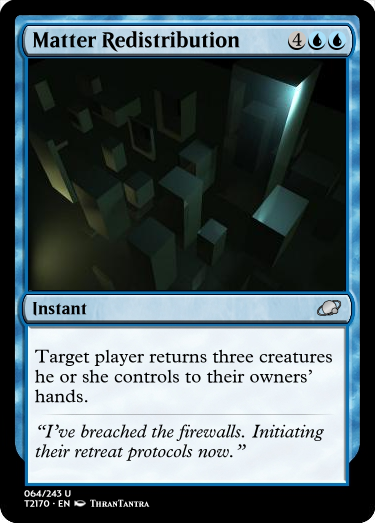 Matter Redistribution 4
Instant
Target player returns three creatures
he or she controls to their owners’
hands.
“I’ve breached the firewalls. Initiating
their retreat protocols now.”
064/243 U
T2170 • EN ThranTantra